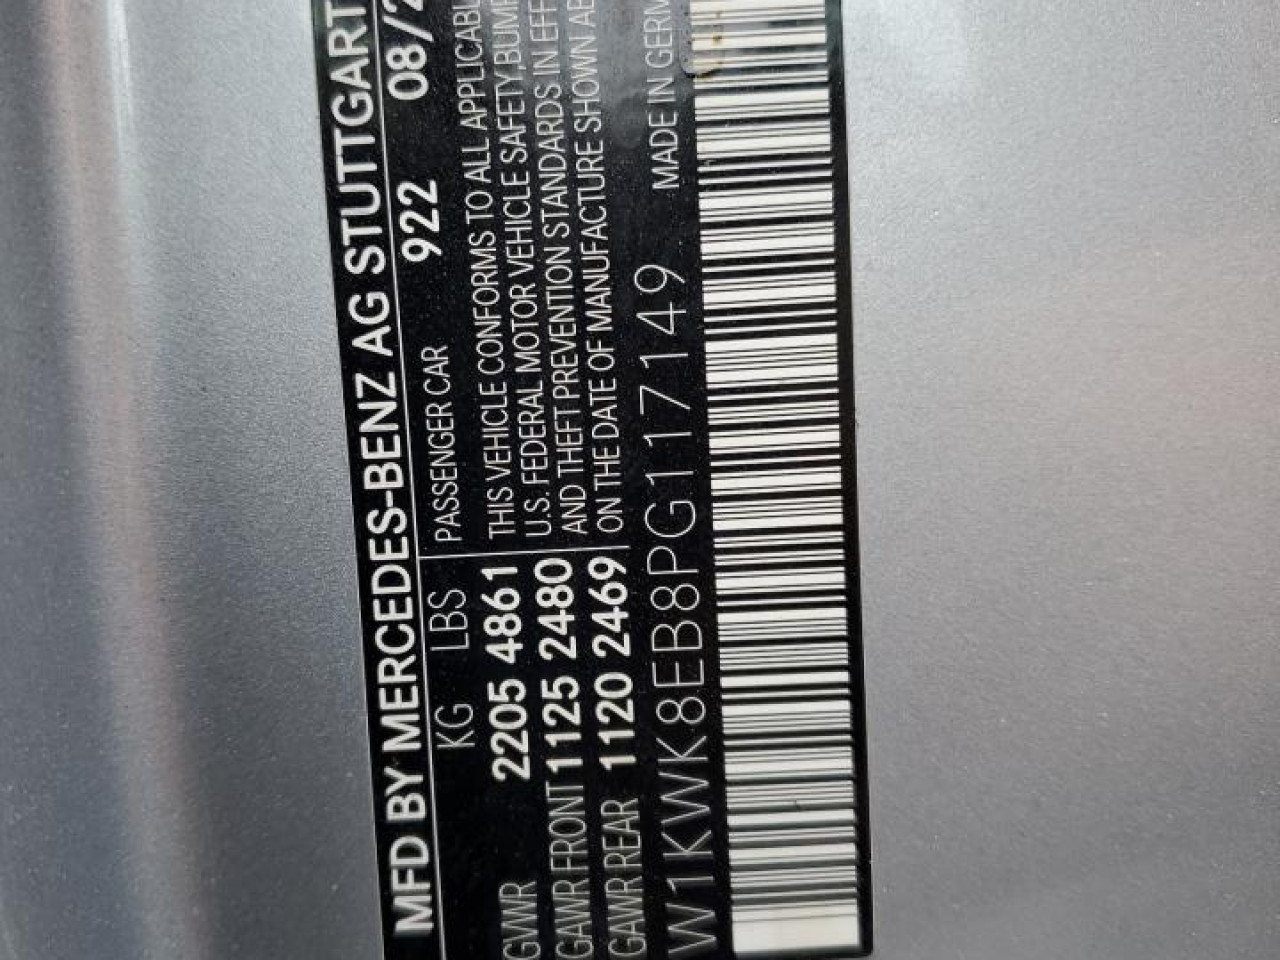 MFD BY MERCEDES-BENZ AG STUTTGART
KG LBS PASSENGER CAR 922 08/2
GVWR 2205 4861 THIS VEHICLE CONFORMS TO ALL APPLICABL
GAWR FRONT 1125 2480 U.S. FEDERAL MOTOR VEHICLE SAFETY, BUMP
GAWR REAR 1120 2469 AND THEFT PREVENTION STANDARDS IN EFF
ON THE DATE OF MANUFACTURE SHOWN AB
W1KWK8EB8PG117149 MADE IN GERM